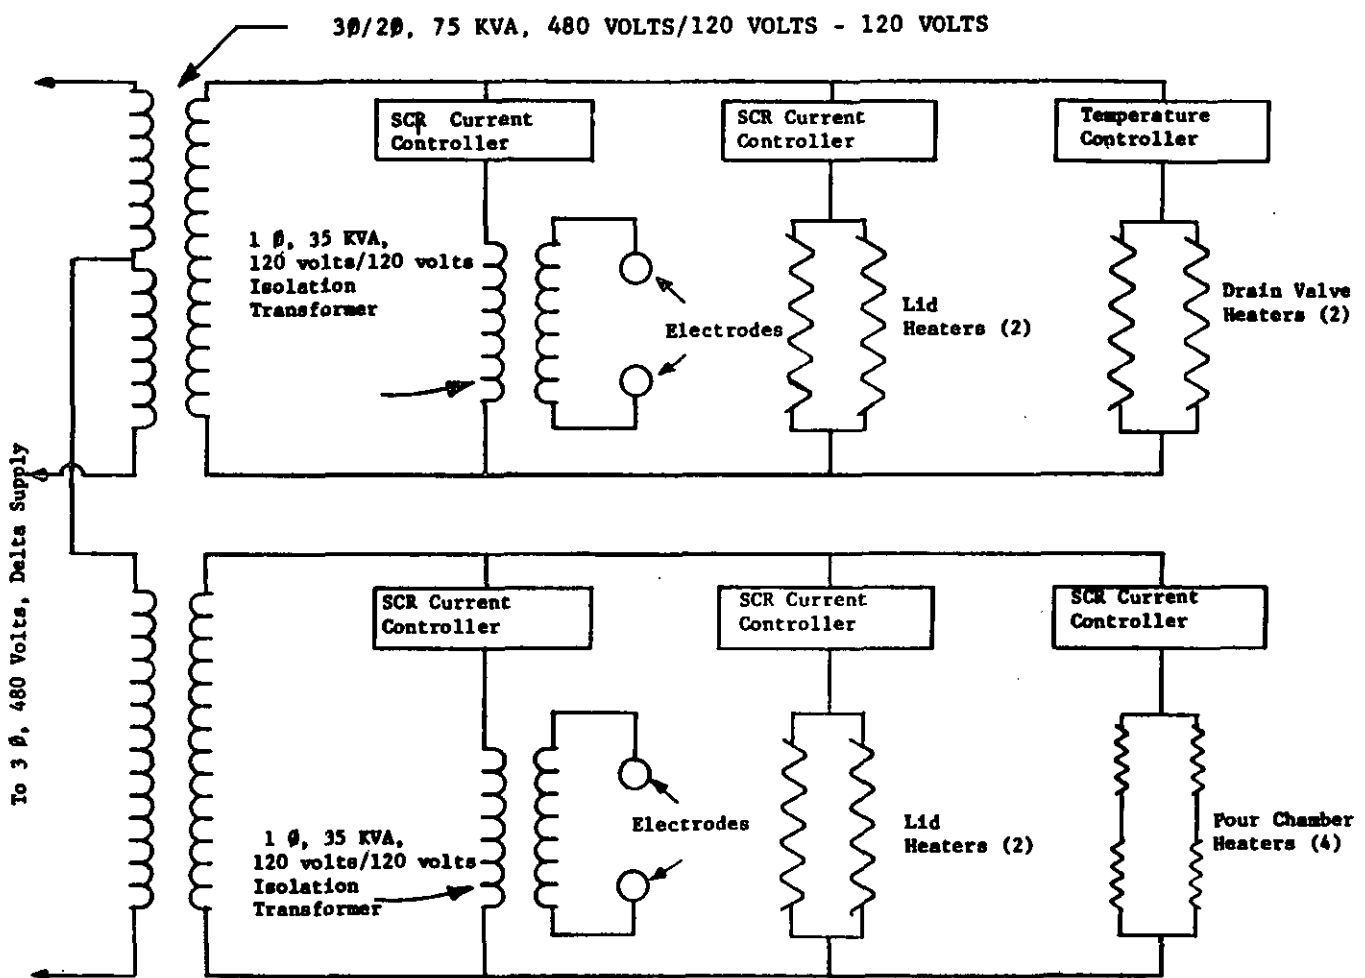 3Ø/2Ø, 75 KVA, 480 VOLTS/120 VOLTS - 120 VOLTS
SCR Current
Controller
SCR Current
Controller
Temperature
Controller
1 Ø, 35 KVA,
120 volts/120 volts
Isolation
Transformer
Electrodes
Lid
Heaters (2)
Drain Valve
Heaters (2)
To 3 Ø, 480 Volts, Delta Supply
SCR Current
Controller
SCR Current
Controller
SCR Current
Controller
1 Ø, 35 KVA,
120 volts/120 volts
Isolation
Transformer
Electrodes
Lid
Heaters (2)
Pour Chamber
Heaters (4)